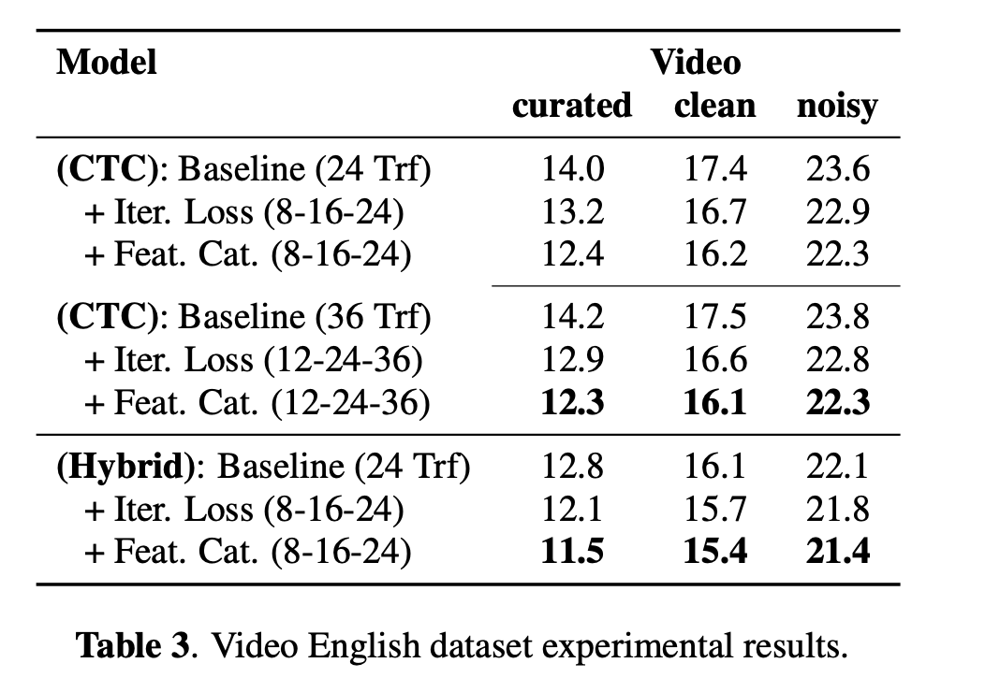 Model Video
curated clean noisy
(CTC): Baseline (24 Trf) 14.0 17.4 23.6
+ Iter. Loss (8-16-24) 13.2 16.7 22.9
+ Feat. Cat. (8-16-24) 12.4 16.2 22.3
(CTC): Baseline (36 Trf) 14.2 17.5 23.8
+ Iter. Loss (12-24-36) 12.9 16.6 22.8
+ Feat. Cat. (12-24-36) 12.3 16.1 22.3
(Hybrid): Baseline (24 Trf) 12.8 16.1 22.1
+ Iter. Loss (8-16-24) 12.1 15.7 21.8
+ Feat. Cat. (8-16-24) 11.5 15.4 21.4
Table 3. Video English dataset experimental results.